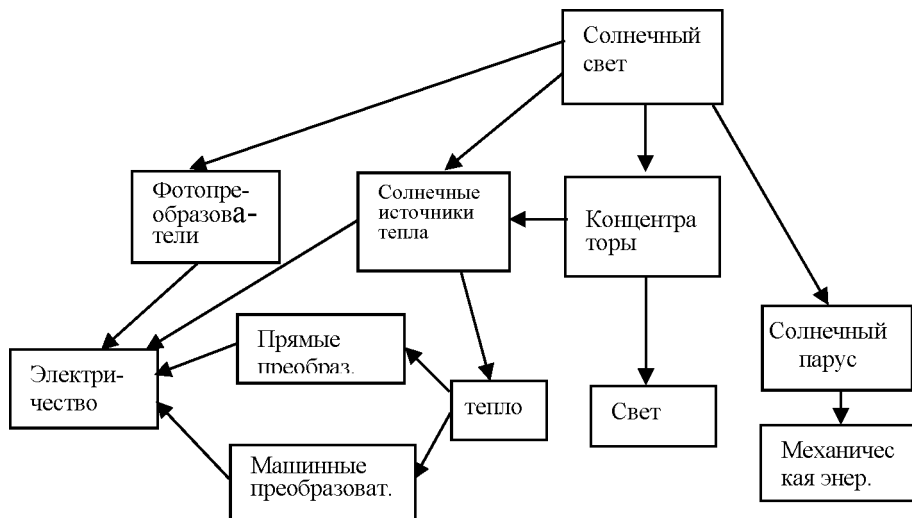 Солнечный
свет
Фотопре-
образова-
тели
Солнечные
источники
тепла
Концентра
торы
Солнечный
парус
Прямые
преобраз.
Электри-
чество
тепло
Свет
Машинные
преобразоват.
Механичес
кая энер.